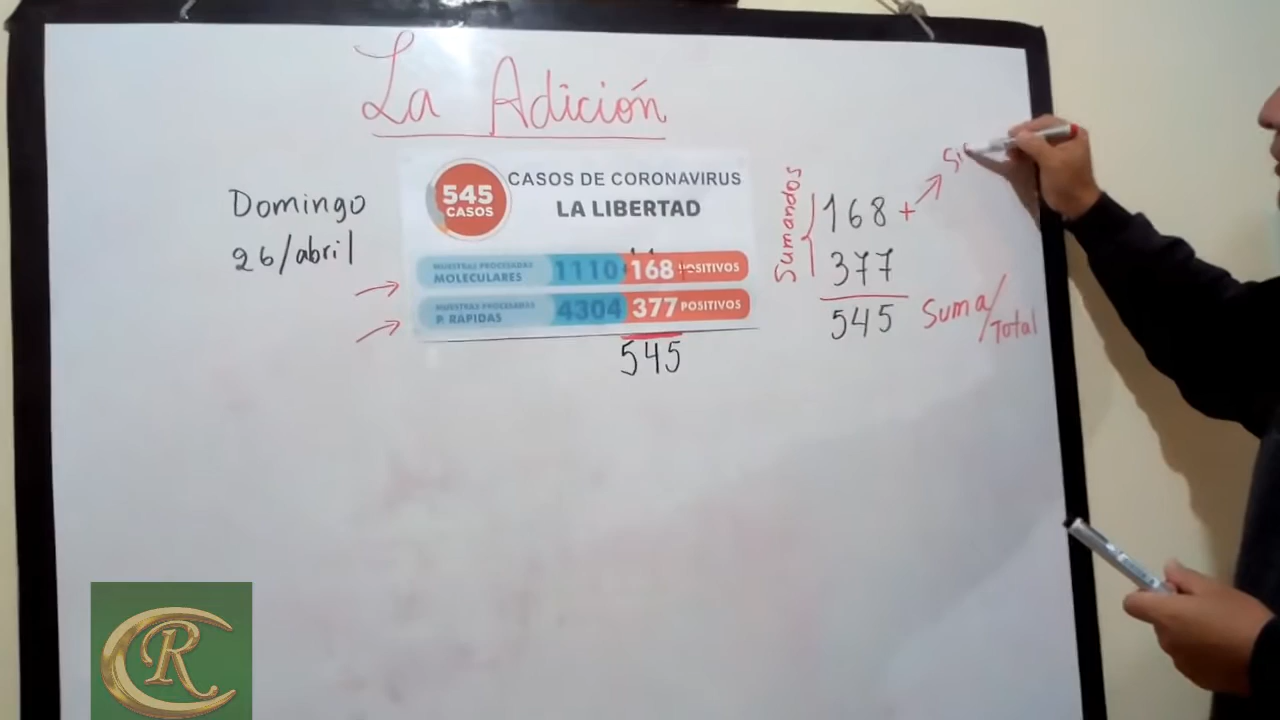 La Adición
Domingo
26/abril
545
CASOS
CASOS DE CORONAVIRUS
LA LIBERTAD
MUESTRAS PROCESADAS
MOLECULARES
1110
168 POSITIVOS
MUESTRAS PROCESADAS
P. RÁPIDAS
4304
377 POSITIVOS
545
Sumandos
168 +
377
545
Suma/
Total
CR